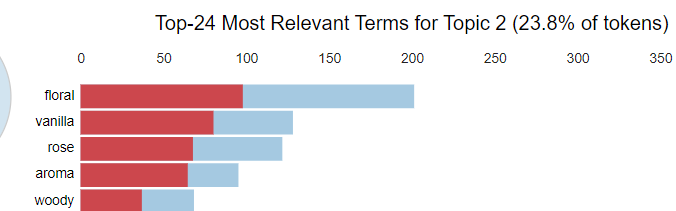 Top-24 Most Relevant Terms for Topic 2 (23.8% of tokens)
0 50 100 150 200 250 300 350
floral
vanilla
rose
aroma
woody